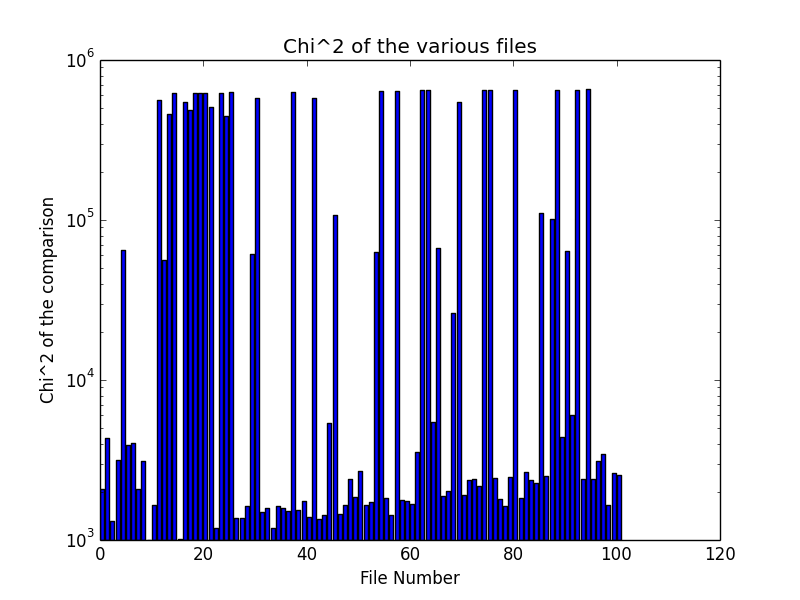 Chi^2 of the various files
10^6
10^5
10^4
10^3
Chi^2 of the comparison
0 20 40 60 80 100 120
File Number